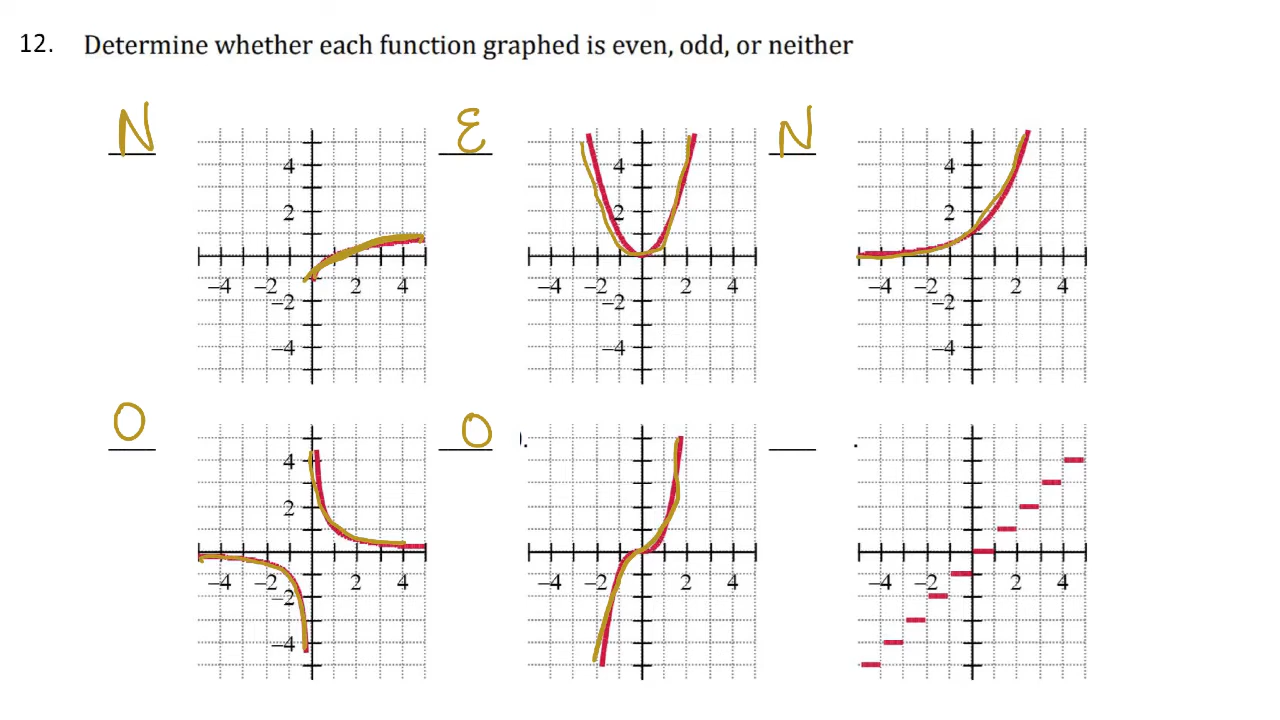 12. Determine whether each function graphed is even, odd, or neither
N E N
4 4 4
2 2 2
−4 −2 2 4 −4 −2 2 4 −4 −2 2 4
−2 −2 −2
−4 −4 −4
O O ).
4
2
−4 −2 2 4 −4 −2 2 4 −4 −2 2 4
−2
−4